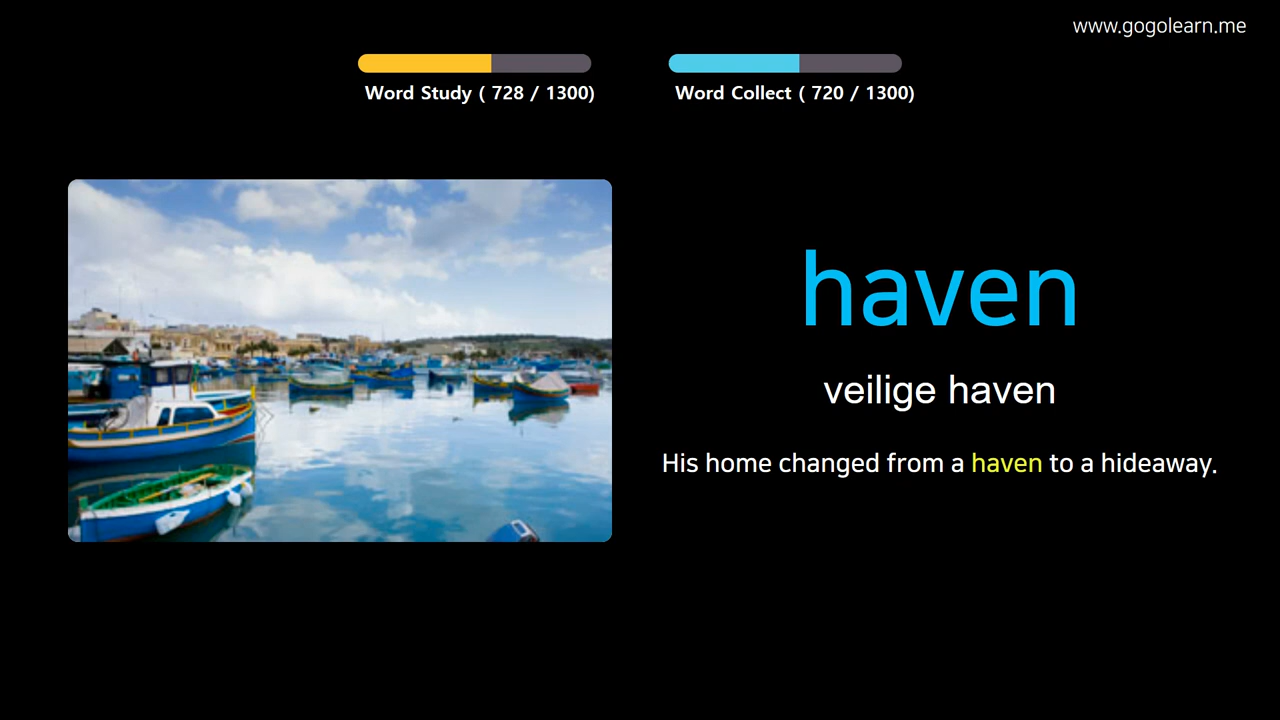 www.gogolearn.me
Word Study ( 728 / 1300)
Word Collect ( 720 / 1300)
haven
veilige haven
His home changed from a haven to a hideaway.